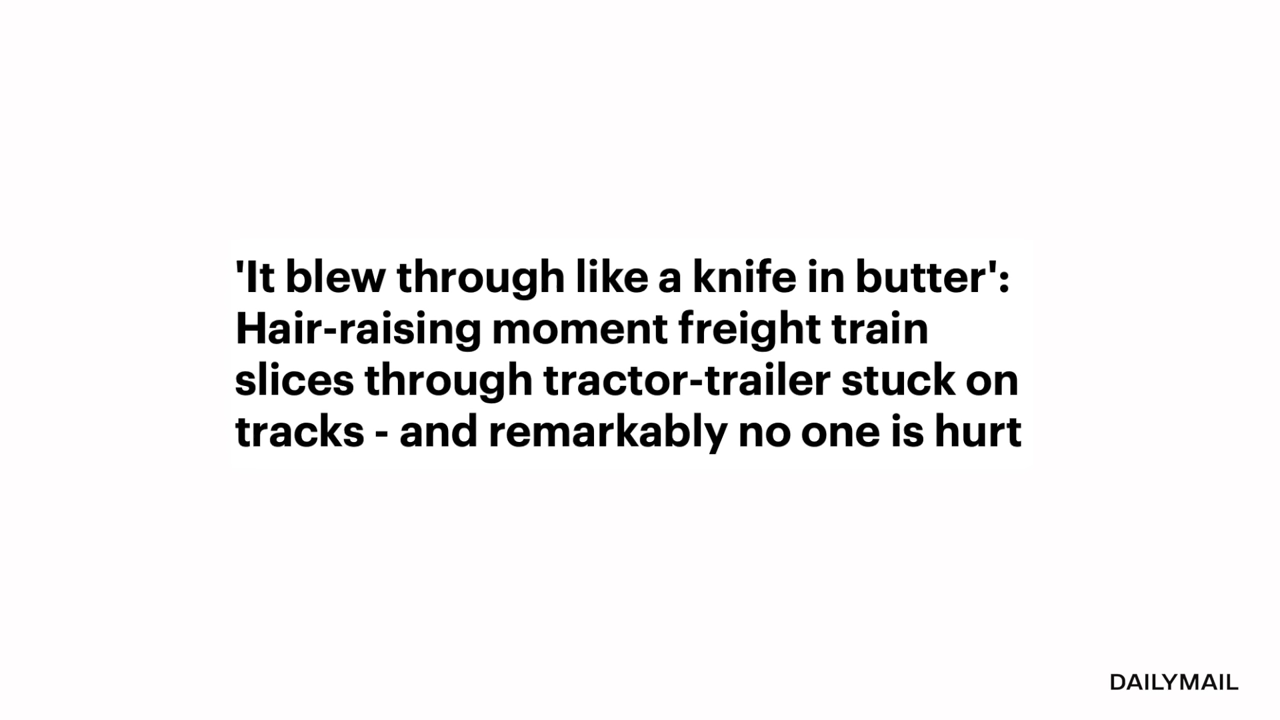 'It blew through like a knife in butter':
Hair-raising moment freight train
slices through tractor-trailer stuck on
tracks - and remarkably no one is hurt
DAILYMAIL